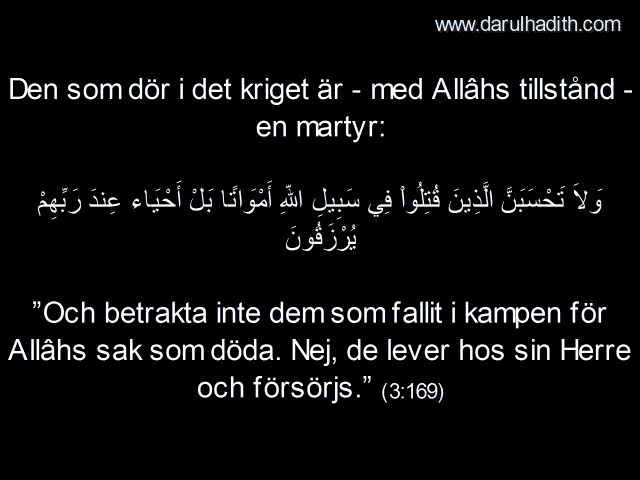 www.darulhadith.com
Den som dör i det kriget är - med Allâhs tillstånd -
en martyr:
وَلاَ تَحْسَبَنَّ الَّذِينَ قُتِلُواْ فِي سَبِيلِ اللّهِ أَمْوَاتًا بَلْ أَحْيَاء عِندَ رَبِّهِمْ
يُرْزَقُونَ
”Och betrakta inte dem som fallit i kampen för
Allâhs sak som döda. Nej, de lever hos sin Herre
och försörjs.” (3:169)